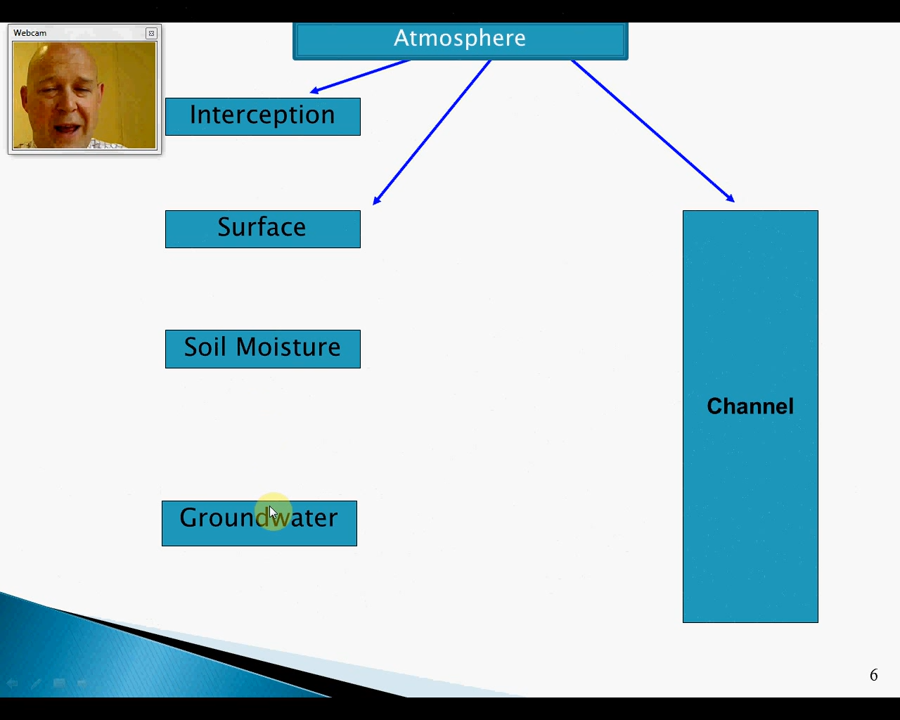 Webcam
Atmosphere
Interception
Surface
Soil Moisture
Channel
Groundwater
6